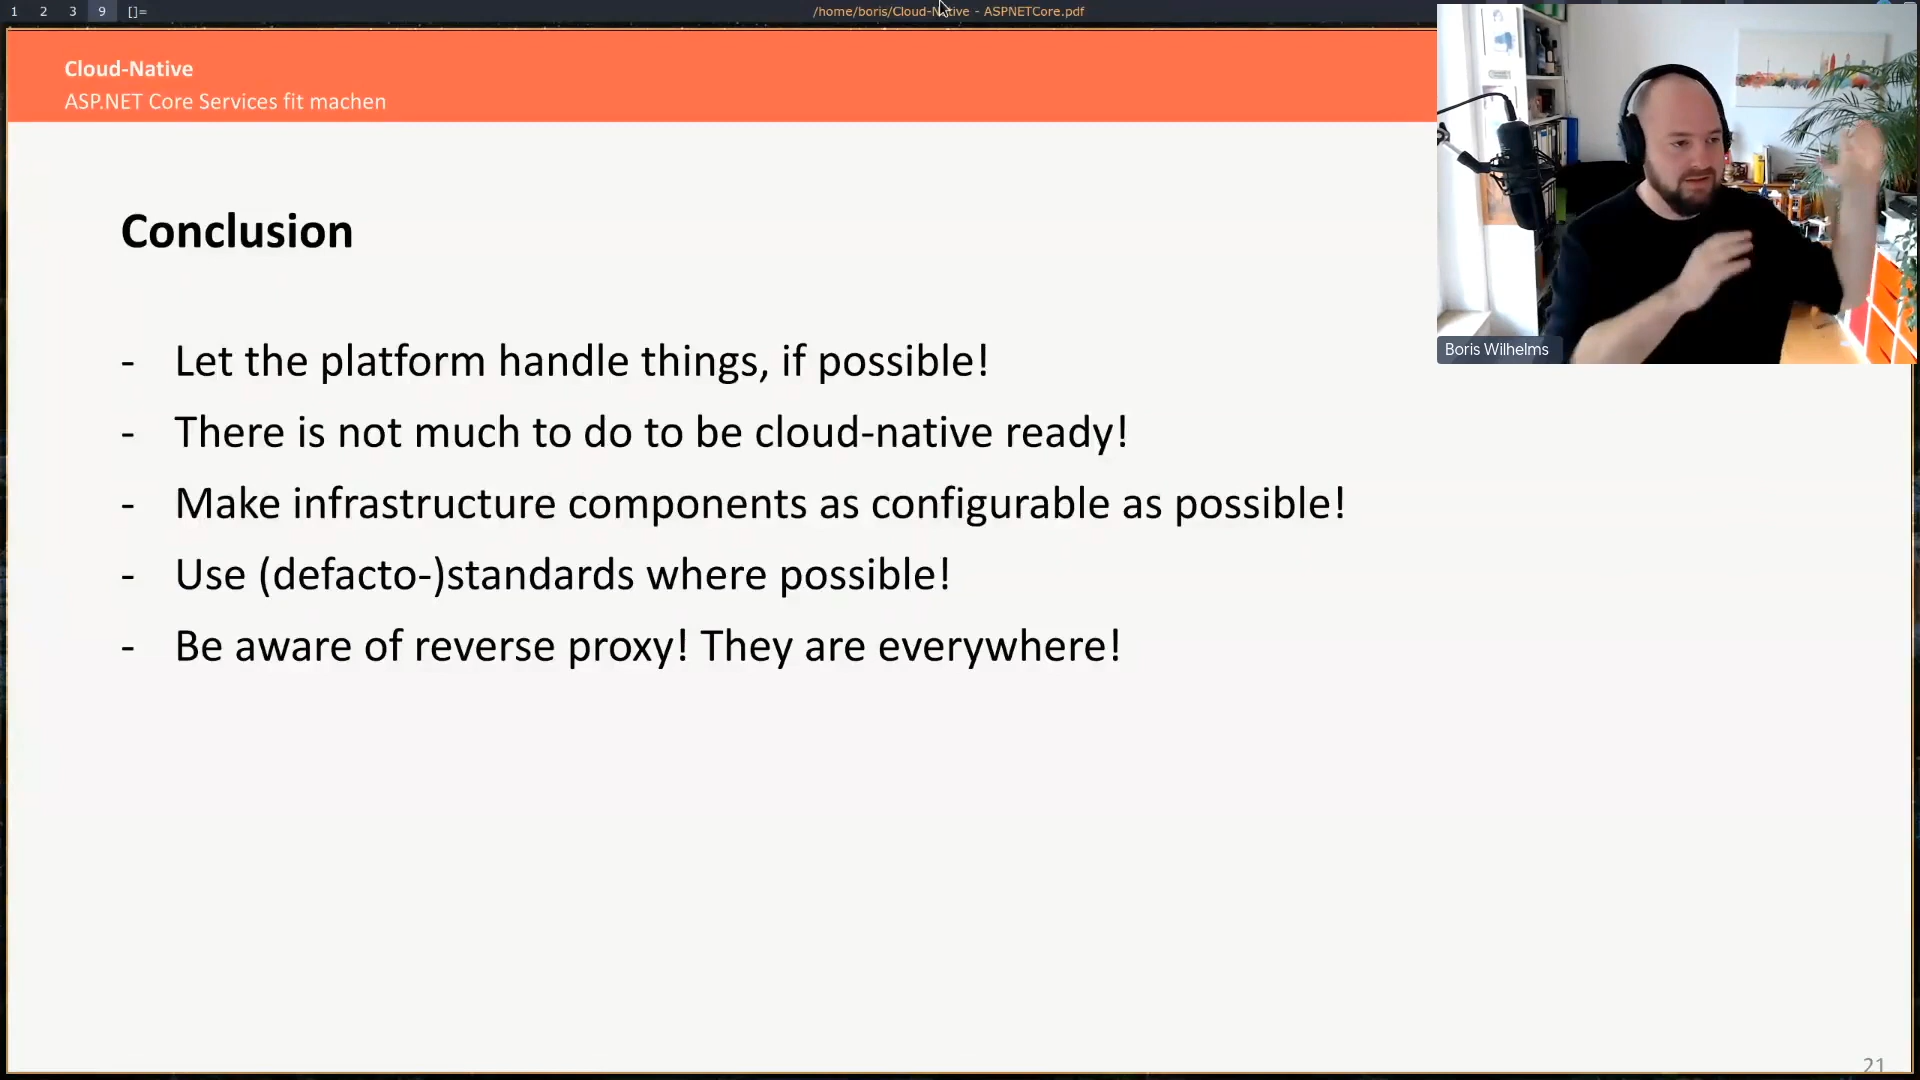 1 2 3 9 []= /home/boris/Cloud-Native - ASPNETCore.pdf
Cloud-Native
ASP.NET Core Services fit machen
Conclusion
- Let the platform handle things, if possible!
- There is not much to do to be cloud-native ready!
- Make infrastructure components as configurable as possible!
- Use (defacto-)standards where possible!
- Be aware of reverse proxy! They are everywhere!
Boris Wilhelms
21